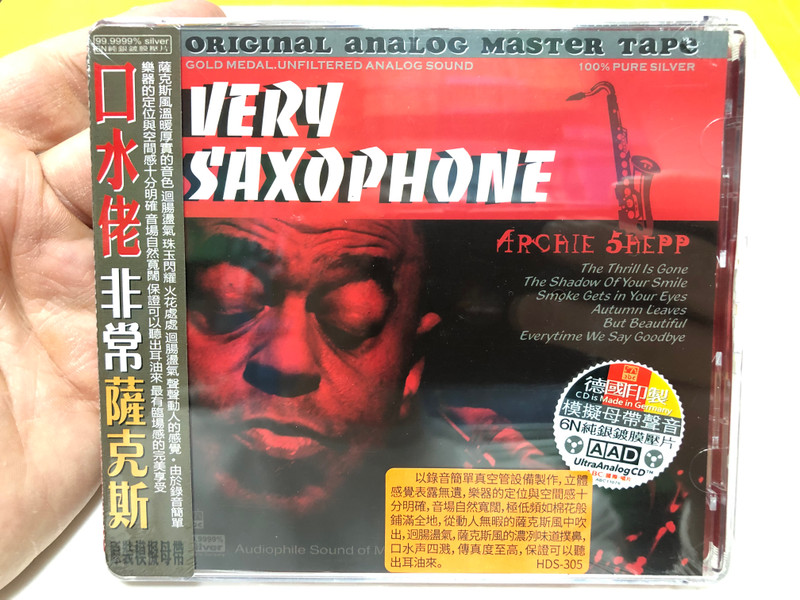 99.9999% silver
6N純銀鍍膜壓片
口水佬
非常薩克斯
原裝模擬母帶
薩克斯風溫暖厚實的音色 迴腸盪氣 珠玉閃耀 火花處處 迴腸盪氣 聲聲動人的感覺‧由於錄音簡單
樂器的定位與空間感十分明確 音場自然寬闊 保證可以聽出耳油來 最有臨場感的完美享受
ORIGINAL ANALOG MASTER TAPE
GOLD MEDAL.UNFILTERED ANALOG SOUND
100% PURE SILVER
VERY
SAXOPHONE
ARCHIE SHEPP
The Thrill Is Gone
The Shadow Of Your Smile
Smoke Gets in Your Eyes
Autumn Leaves
But Beautiful
Everytime We Say Goodbye
德國印製
CD is Made in Germany
模擬母帶聲音
6N純銀鍍膜壓片
AAD
UltraAnalogCD™
以錄音簡單真空管設備製作,立體
感覺表露無遺,樂器的定位與空間感十
分明確,音場自然寬闊,極低頻如棉花般
鋪滿全地,從動人無暇的薩克斯風中吹
出,迴腸盪氣,薩克斯風的濃冽味道撲鼻,
口水声四溅,傳真度至高,保證可以聽
出耳油來。
HDS-305
silver
Audiophile Sound of